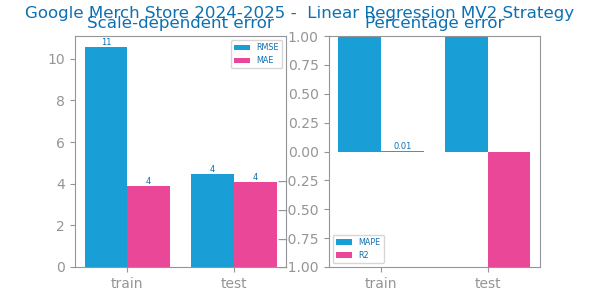 Google Merch Store 2024-2025 -  Linear Regression MV2 Strategy
Scale-dependent error
Percentage error
11
4
4
4
RMSE
MAE
10
8
6
4
2
0
train
test
1.00
0.75
0.50
0.25
0.00
0.25
0.50
0.75
1.00
0.01
MAPE
R2
train
test